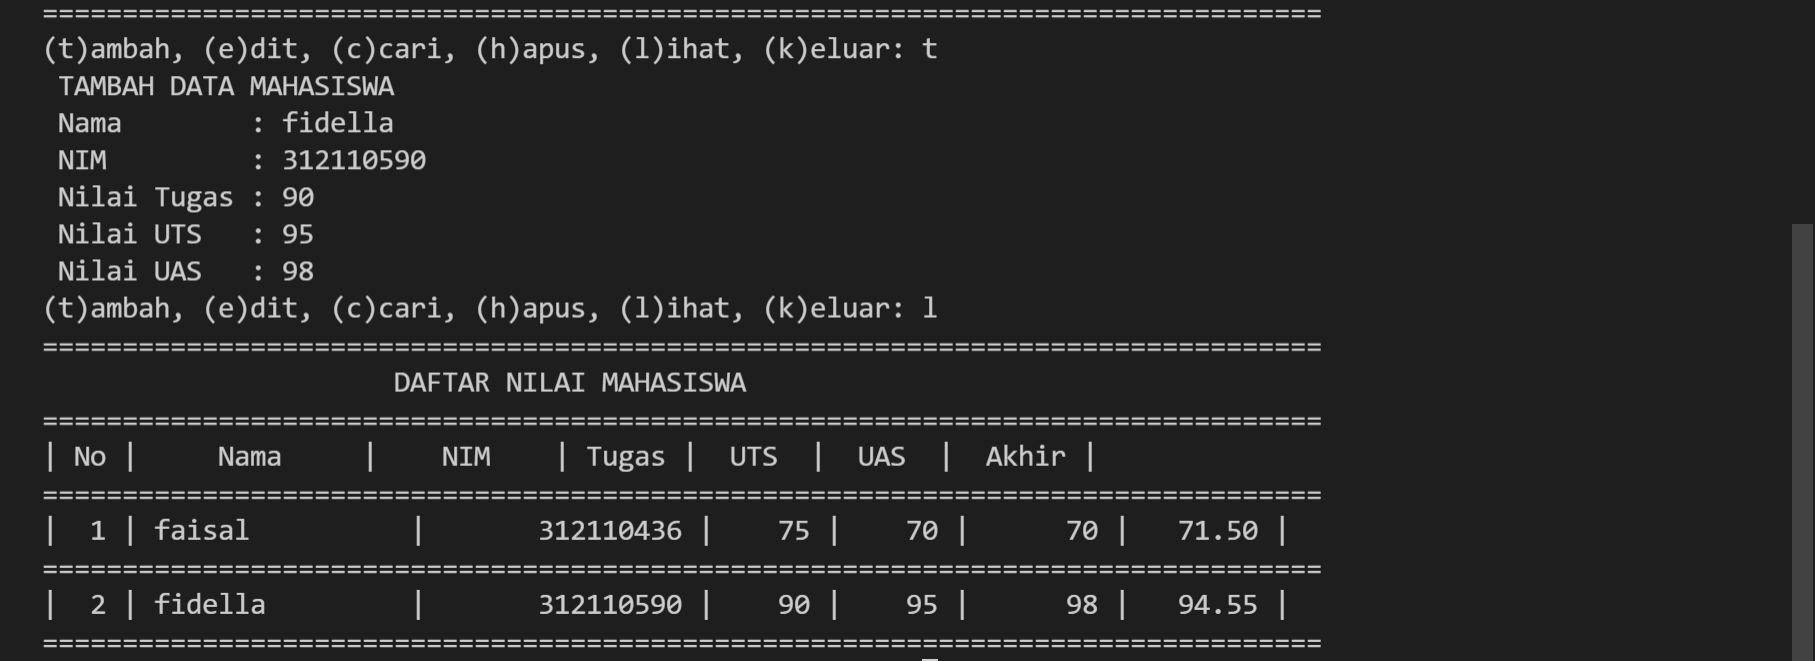 ================================================================================
(t)ambah, (e)dit, (c)cari, (h)apus, (l)ihat, (k)eluar: t
 TAMBAH DATA MAHASISWA
 Nama        : fidella
 NIM         : 312110590
 Nilai Tugas : 90
 Nilai UTS   : 95
 Nilai UAS   : 98
(t)ambah, (e)dit, (c)cari, (h)apus, (l)ihat, (k)eluar: l
================================================================================
                      DAFTAR NILAI MAHASISWA
================================================================================
| No |     Nama     |    NIM    | Tugas |  UTS  |  UAS  |  Akhir |
================================================================================
|  1 | faisal          |       312110436 |    75 |    70 |      70 |   71.50 |
================================================================================
|  2 | fidella         |       312110590 |    90 |    95 |      98 |   94.55 |
================================================================================